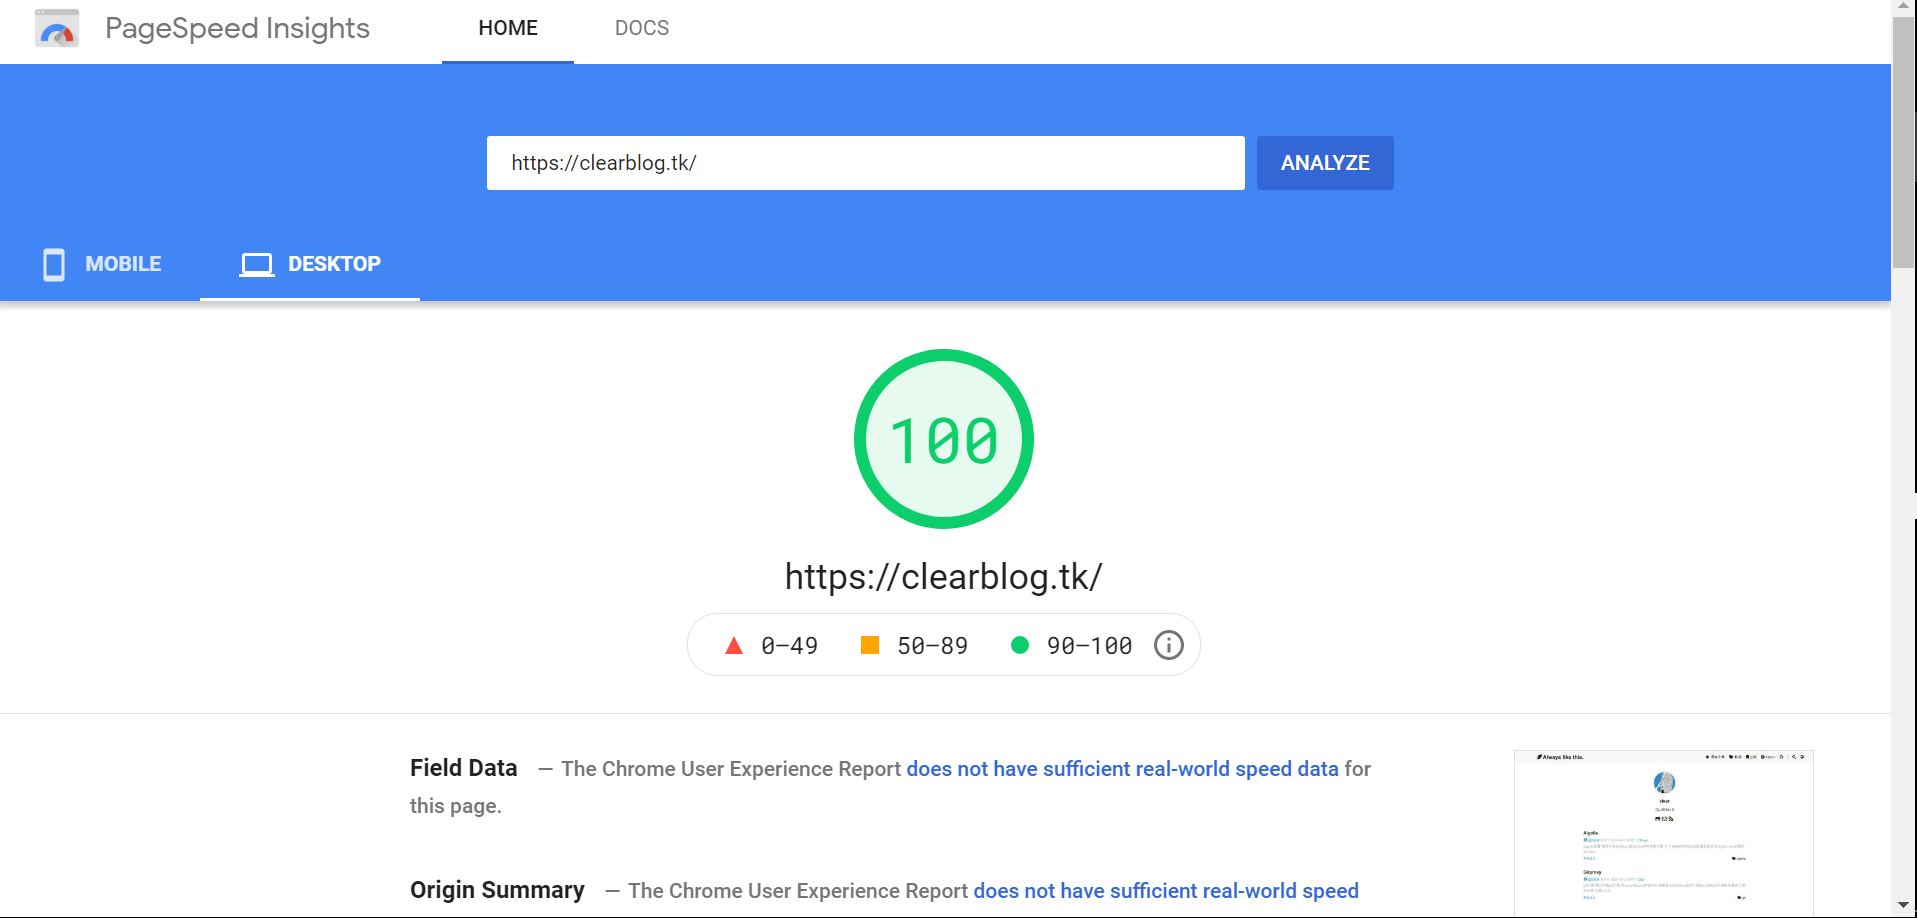 PageSpeed Insights
HOME
DOCS
https://clearblog.tk/
ANALYZE
MOBILE
DESKTOP
100
https://clearblog.tk/
0–49
50–89
90–100
Field Data — The Chrome User Experience Report does not have sufficient real-world speed data for
this page.
Origin Summary — The Chrome User Experience Report does not have sufficient real-world speed
Always like this.
clear
Algolia
Gitproxy